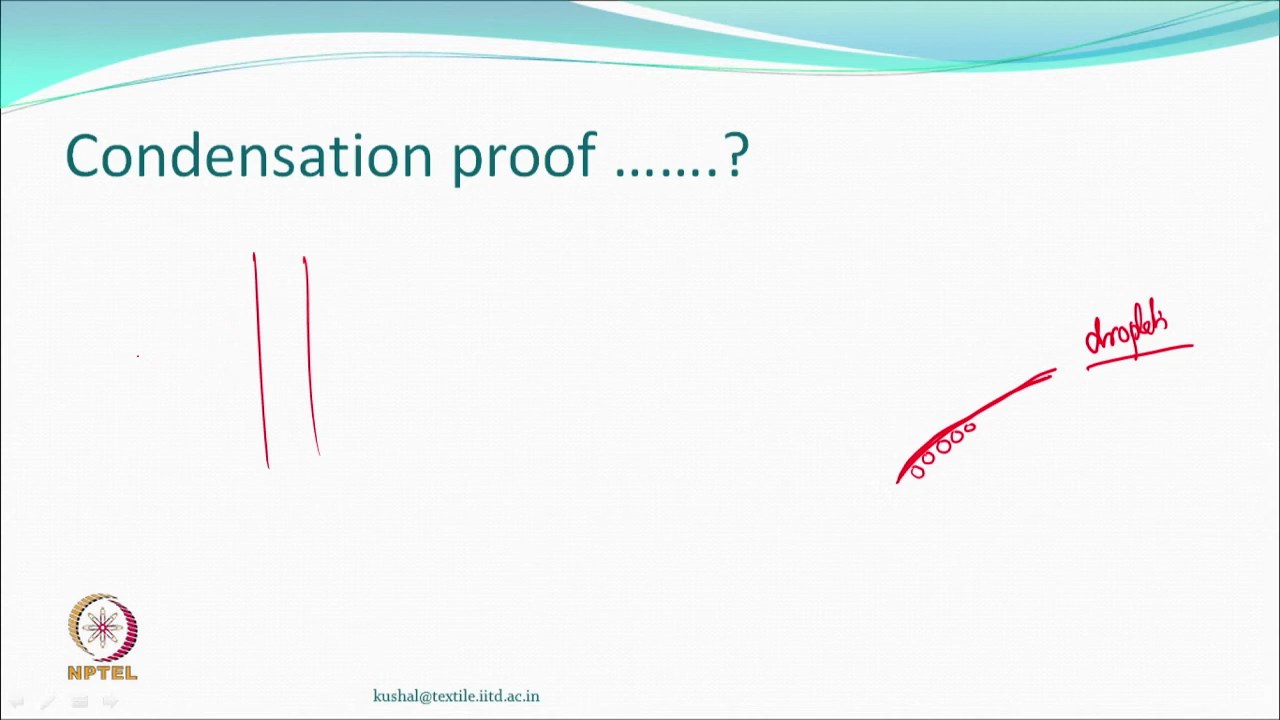 Condensation proof …….?
droplets
NPTEL
kushal@textile.iitd.ac.in